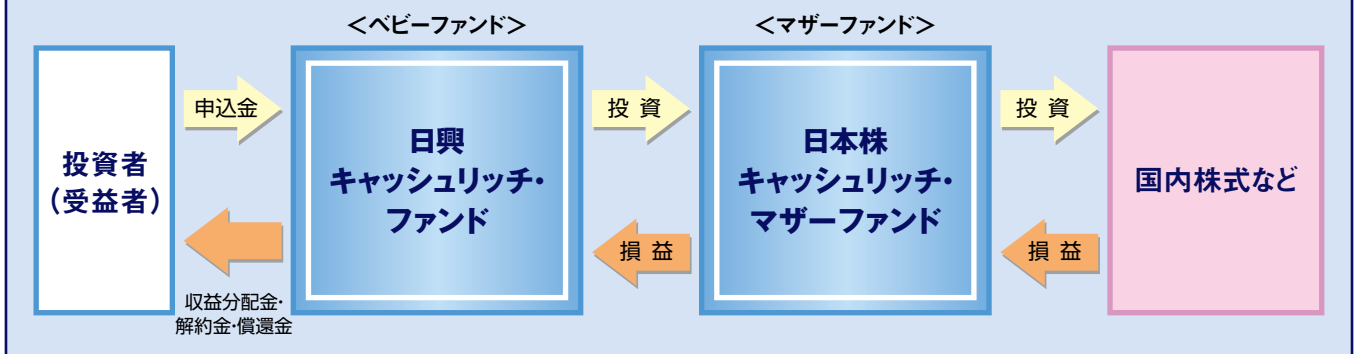 ＜ベビーファンド＞
＜マザーファンド＞
投資者
（受益者）
申込金
収益分配金・
解約金・償還金
日興
キャッシュリッチ・
ファンド
投 資
損 益
日本株
キャッシュリッチ・
マザーファンド
投 資
損 益
国内株式など